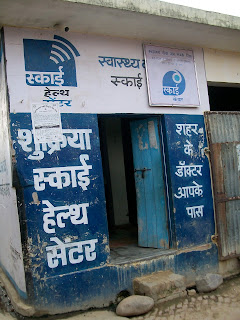 स्काई
हेल्थ
सेन्टर
स्वास्थ्य
स्काई
स्काई
शुक्रिया
स्काई
हेल्थ
सेंटर
शहर
के
डॉक्टर
आपके
पास